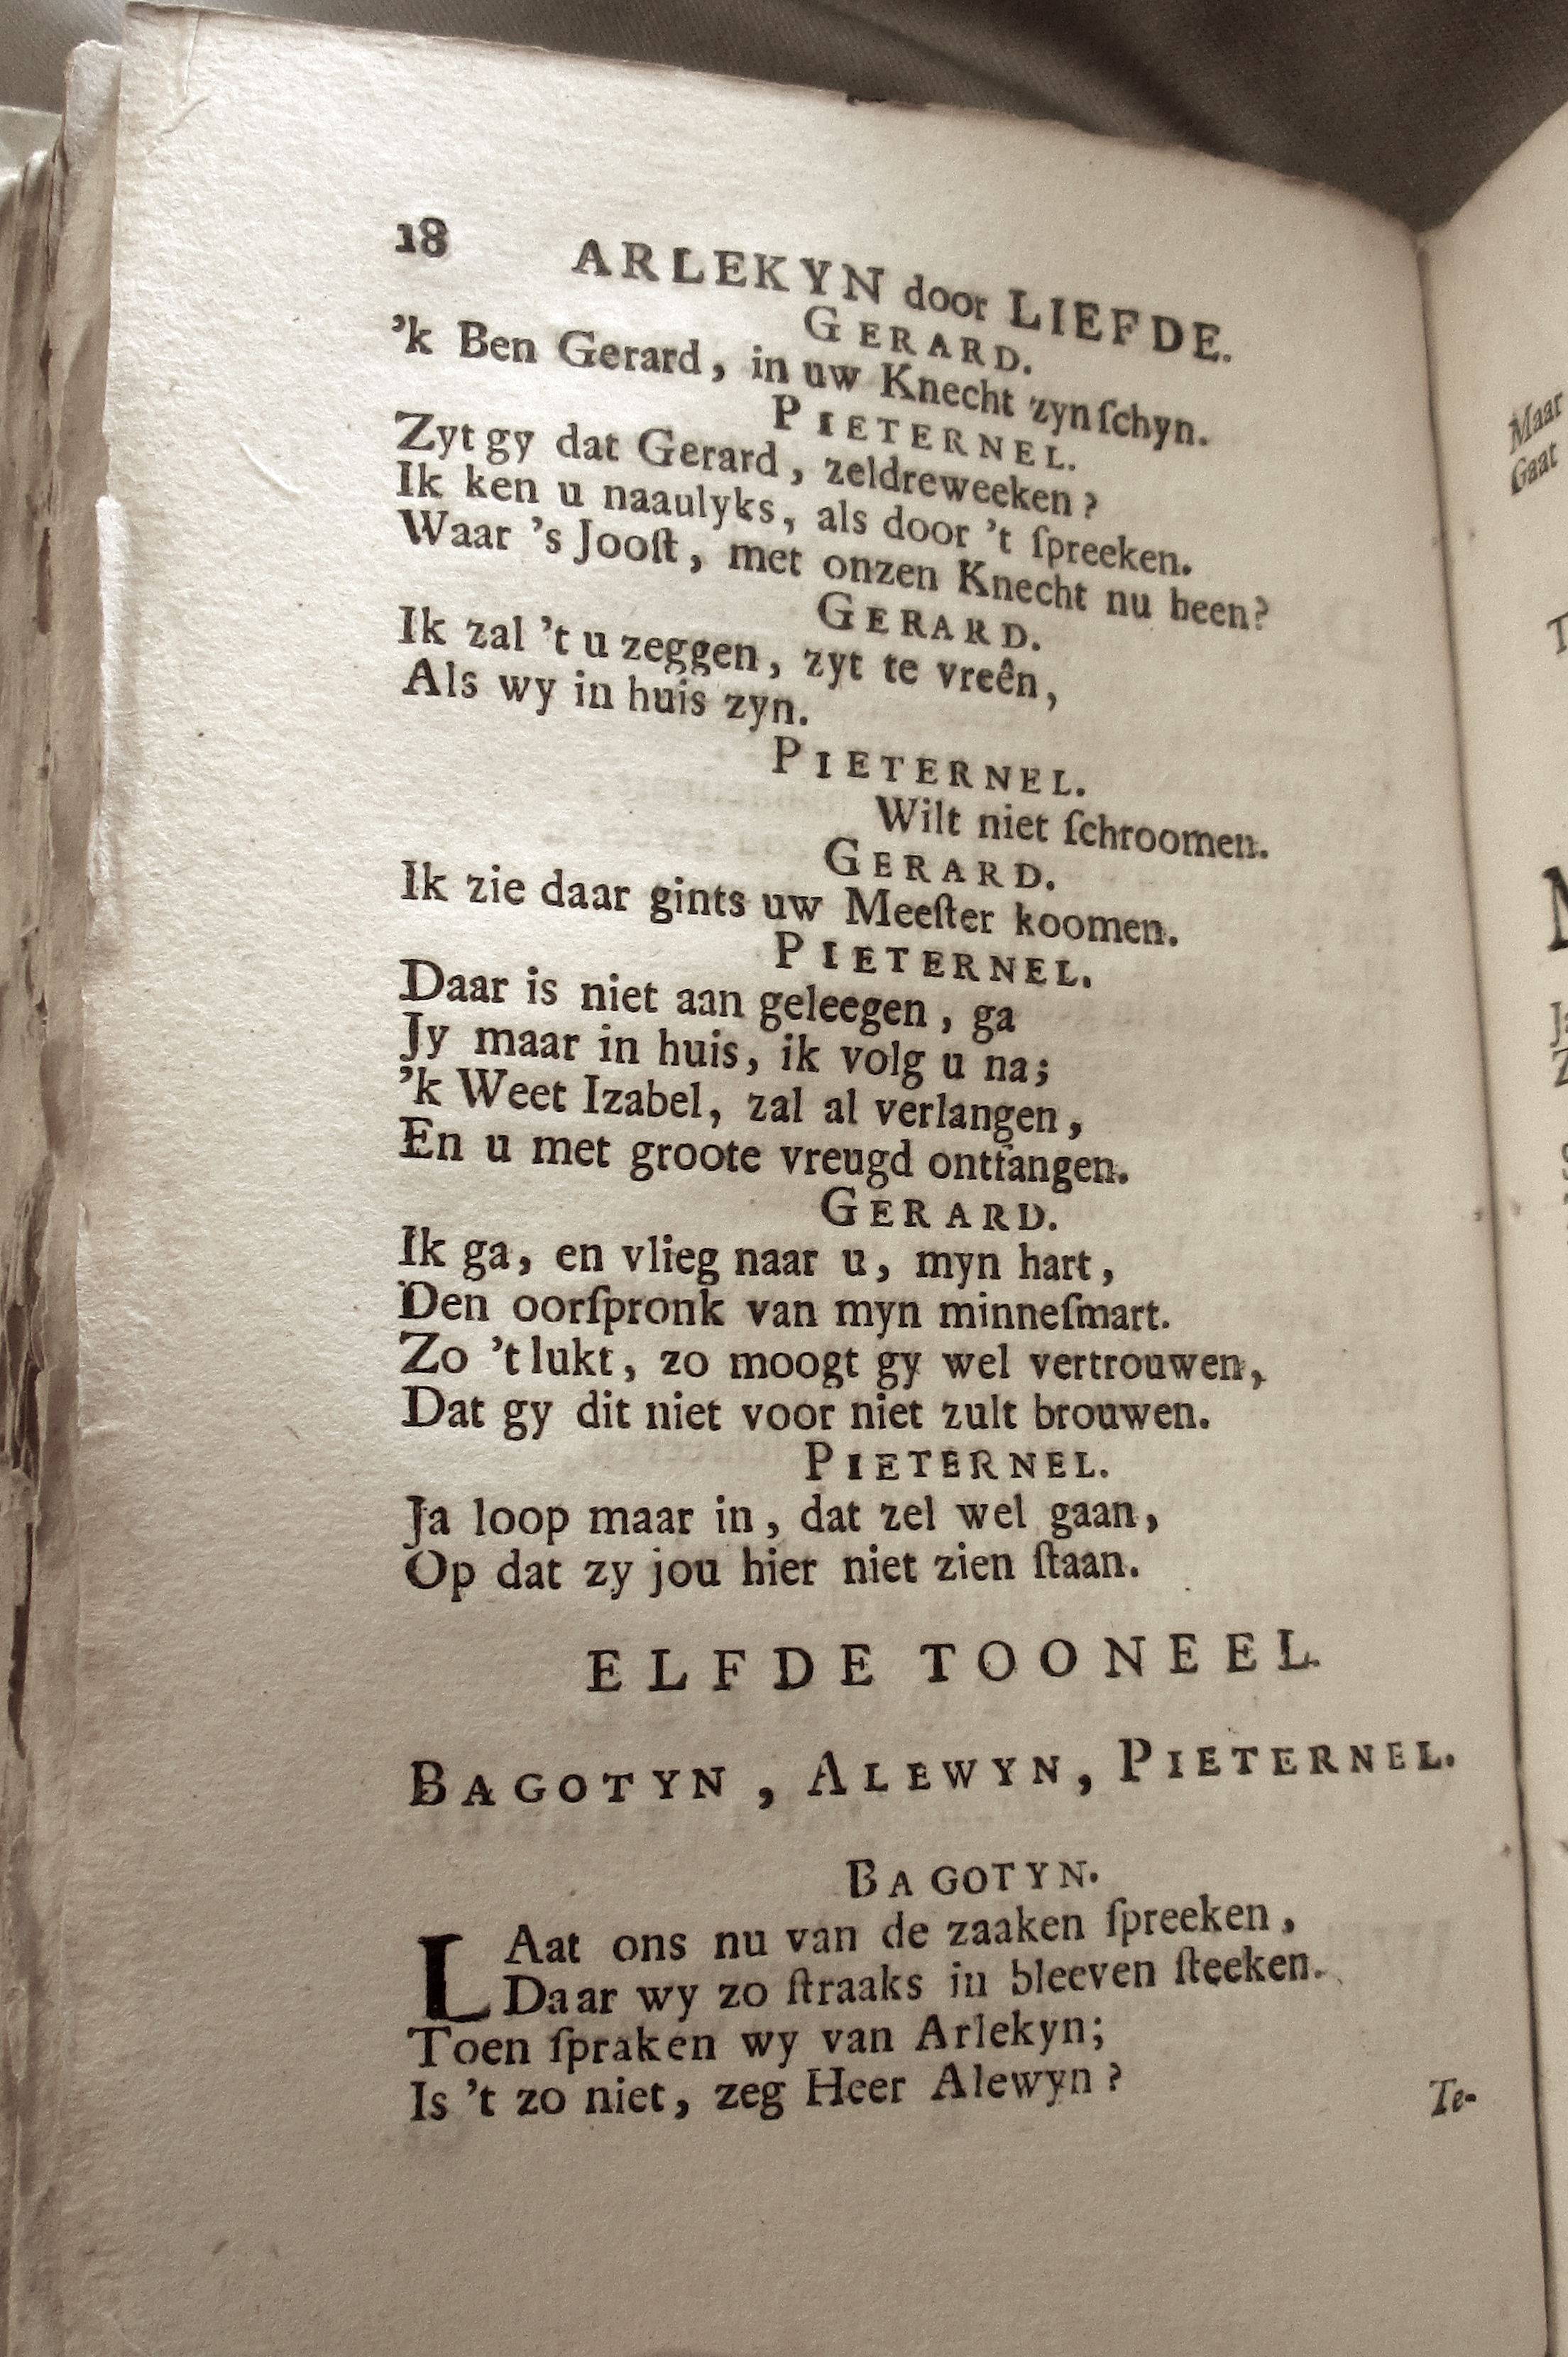 18 ARLEKYN door LIEFDE.
GERARD.
'k Ben Gerard, in uw Knecht zyn ſchyn.
PIETERNEL.
Zyt gy dat Gerard, zeldreweeken?
Ik ken u naaulyks, als door 't ſpreeken.
Waar 's Jooſt, met onzen Knecht nu heen?
GERARD.
Ik zal 't u zeggen, zyt te vreên,
Als wy in huis zyn.
PIETERNEL.
Wilt niet ſchroomen.
GERARD.
Ik zie daar gints uw Meeſter koomen.
PIETERNEL.
Daar is niet aan geleegen, ga
Jy maar in huis, ik volg u na;
'k Weet Izabel, zal al verlangen,
En u met groote vreugd ontfangen.
GERARD.
Ik ga, en vlieg naar u, myn hart,
Den oorſpronk van myn minneſmart.
Zo 't lukt, zo moogt gy wel vertrouwen,
Dat gy dit niet voor niet zult brouwen.
PIETERNEL.
Ja loop maar in, dat zel wel gaan,
Op dat zy jou hier niet zien ſtaan.
ELFDE TOONEEL.
BAGOTYN, ALEWYN, PIETERNEL.
BAGOTYN.
LAat ons nu van de zaaken ſpreeken,
Daar wy zo ſtraaks in bleeven ſteeken.
Toen ſpraken wy van Arlekyn;
Is 't zo niet, zeg Heer Alewyn?
Te-
Maar
Gaat